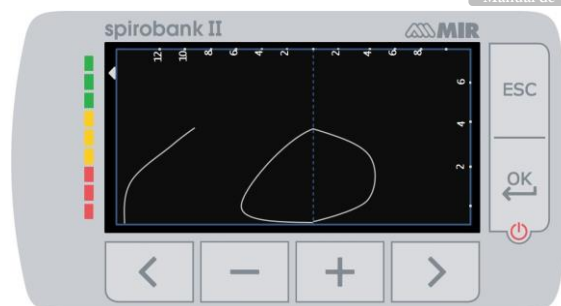 Manual de
spirobank II
MIR
12. 10. 8. 6. 4. 2. 2. 4. 6. 8.
6
4
2
ESC
OK